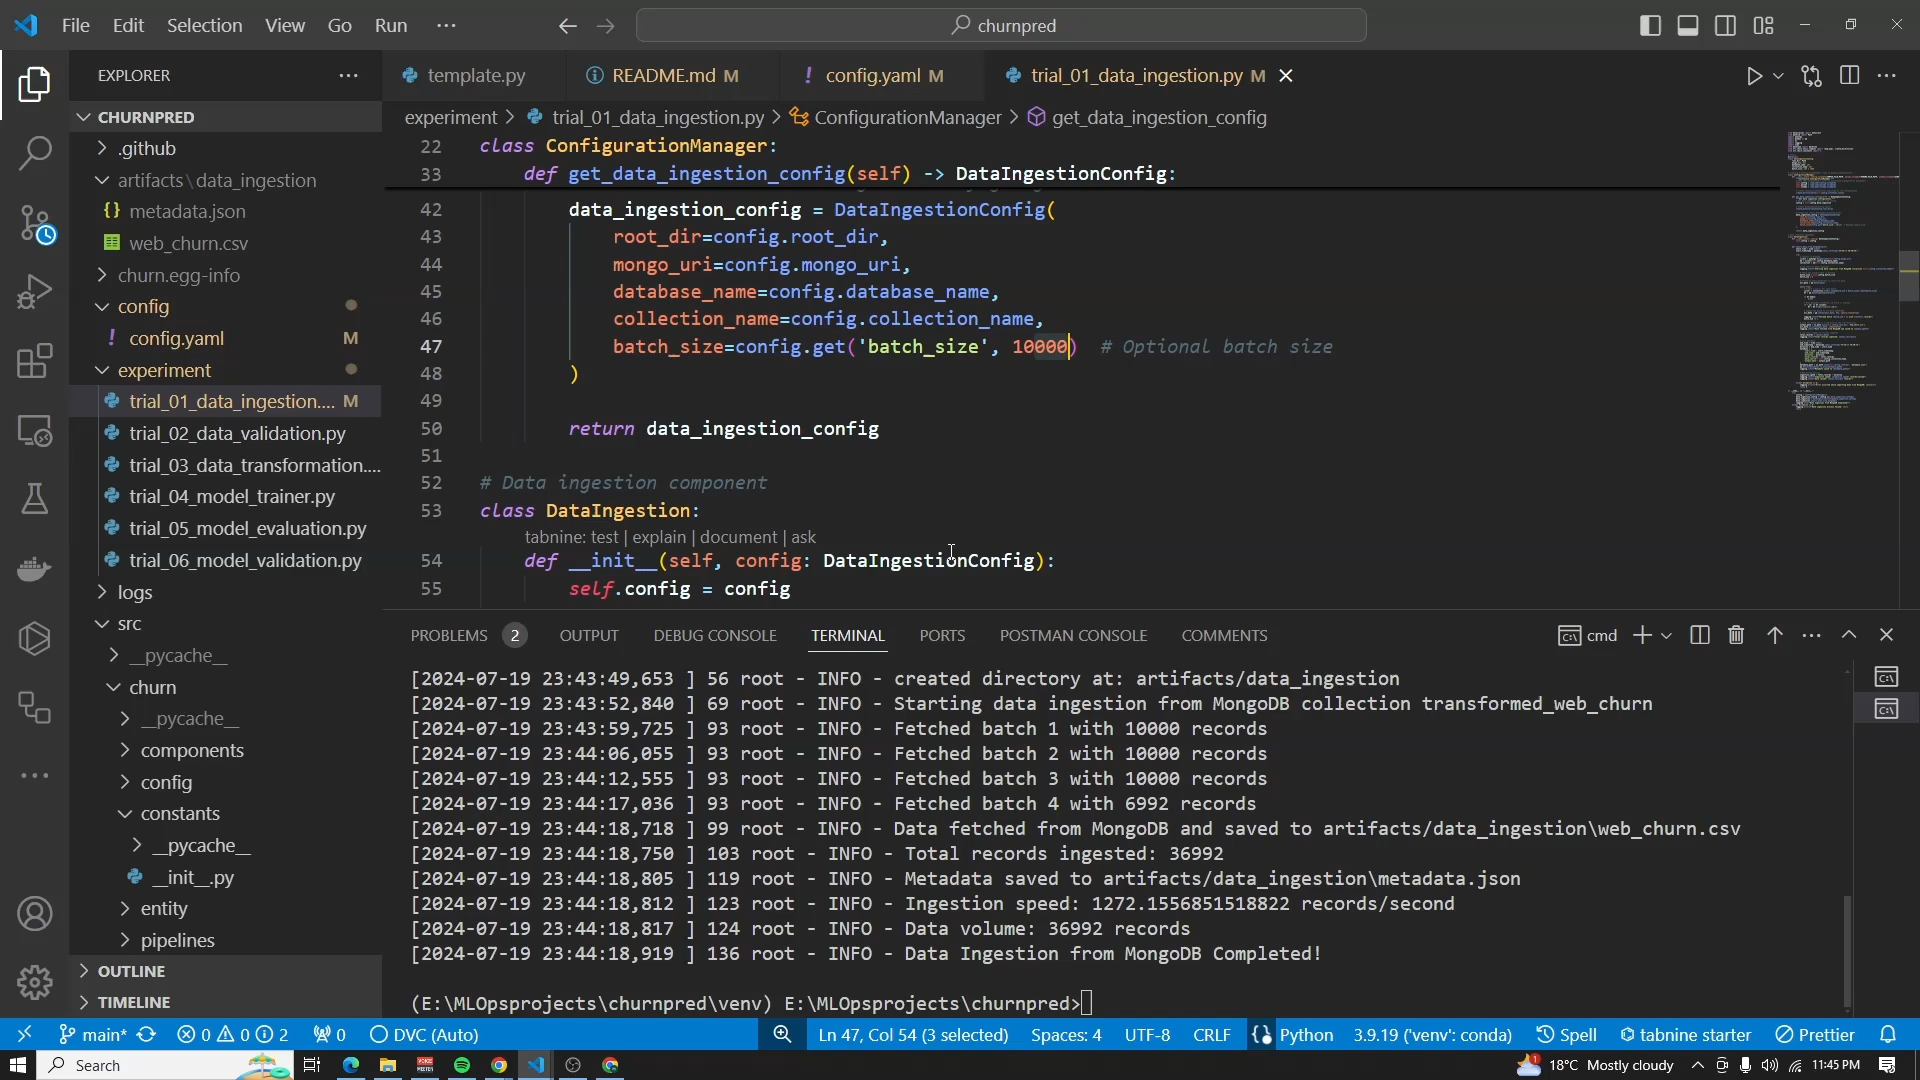 File Edit Selection View Go Run ···
churnpred
EXPLORER ···
CHURNPRED
.github
artifacts\data_ingestion
{} metadata.json
web_churn.csv
churn.egg-info
config
! config.yaml M
experiment
trial_01_data_ingestion.... M
trial_02_data_validation.py
trial_03_data_transformation....
trial_04_model_trainer.py
trial_05_model_evaluation.py
trial_06_model_validation.py
logs
src
__pycache__
churn
__pycache__
components
config
constants
__pycache__
__init__.py
entity
pipelines
OUTLINE
TIMELINE
template.py
README.md M
! config.yaml M
trial_01_data_ingestion.py M
experiment > trial_01_data_ingestion.py > ConfigurationManager > get_data_ingestion_config
22 class ConfigurationManager:
33 def get_data_ingestion_config(self) -> DataIngestionConfig:
42 data_ingestion_config = DataIngestionConfig(
43 root_dir=config.root_dir,
44 mongo_uri=config.mongo_uri,
45 database_name=config.database_name,
46 collection_name=config.collection_name,
47 batch_size=config.get('batch_size', 10000) # Optional batch size
48 )
49
50 return data_ingestion_config
51
52 # Data ingestion component
53 class DataIngestion:
tabnine: test | explain | document | ask
54 def __init__(self, config: DataIngestionConfig):
55 self.config = config
PROBLEMS 2 OUTPUT DEBUG CONSOLE TERMINAL PORTS POSTMAN CONSOLE COMMENTS
cmd
[2024-07-19 23:43:49,653 ] 56 root - INFO - created directory at: artifacts/data_ingestion
[2024-07-19 23:43:52,840 ] 69 root - INFO - Starting data ingestion from MongoDB collection transformed_web_churn
[2024-07-19 23:43:59,725 ] 93 root - INFO - Fetched batch 1 with 10000 records
[2024-07-19 23:44:06,055 ] 93 root - INFO - Fetched batch 2 with 10000 records
[2024-07-19 23:44:12,555 ] 93 root - INFO - Fetched batch 3 with 10000 records
[2024-07-19 23:44:17,036 ] 93 root - INFO - Fetched batch 4 with 6992 records
[2024-07-19 23:44:18,718 ] 99 root - INFO - Data fetched from MongoDB and saved to artifacts/data_ingestion\web_churn.csv
[2024-07-19 23:44:18,750 ] 103 root - INFO - Total records ingested: 36992
[2024-07-19 23:44:18,805 ] 119 root - INFO - Metadata saved to artifacts/data_ingestion\metadata.json
[2024-07-19 23:44:18,812 ] 123 root - INFO - Ingestion speed: 1272.1556851518822 records/second
[2024-07-19 23:44:18,817 ] 124 root - INFO - Data volume: 36992 records
[2024-07-19 23:44:18,919 ] 136 root - INFO - Data Ingestion from MongoDB Completed!
(E:\MLOpsprojects\churnpred\venv) E:\MLOpsprojects\churnpred>
main* 0 0 2 0 DVC (Auto) Ln 47, Col 54 (3 selected) Spaces: 4 UTF-8 CRLF Python 3.9.19 ('venv': conda) Spell tabnine starter Prettier
Search 1 18°C Mostly cloudy 11:45 PM